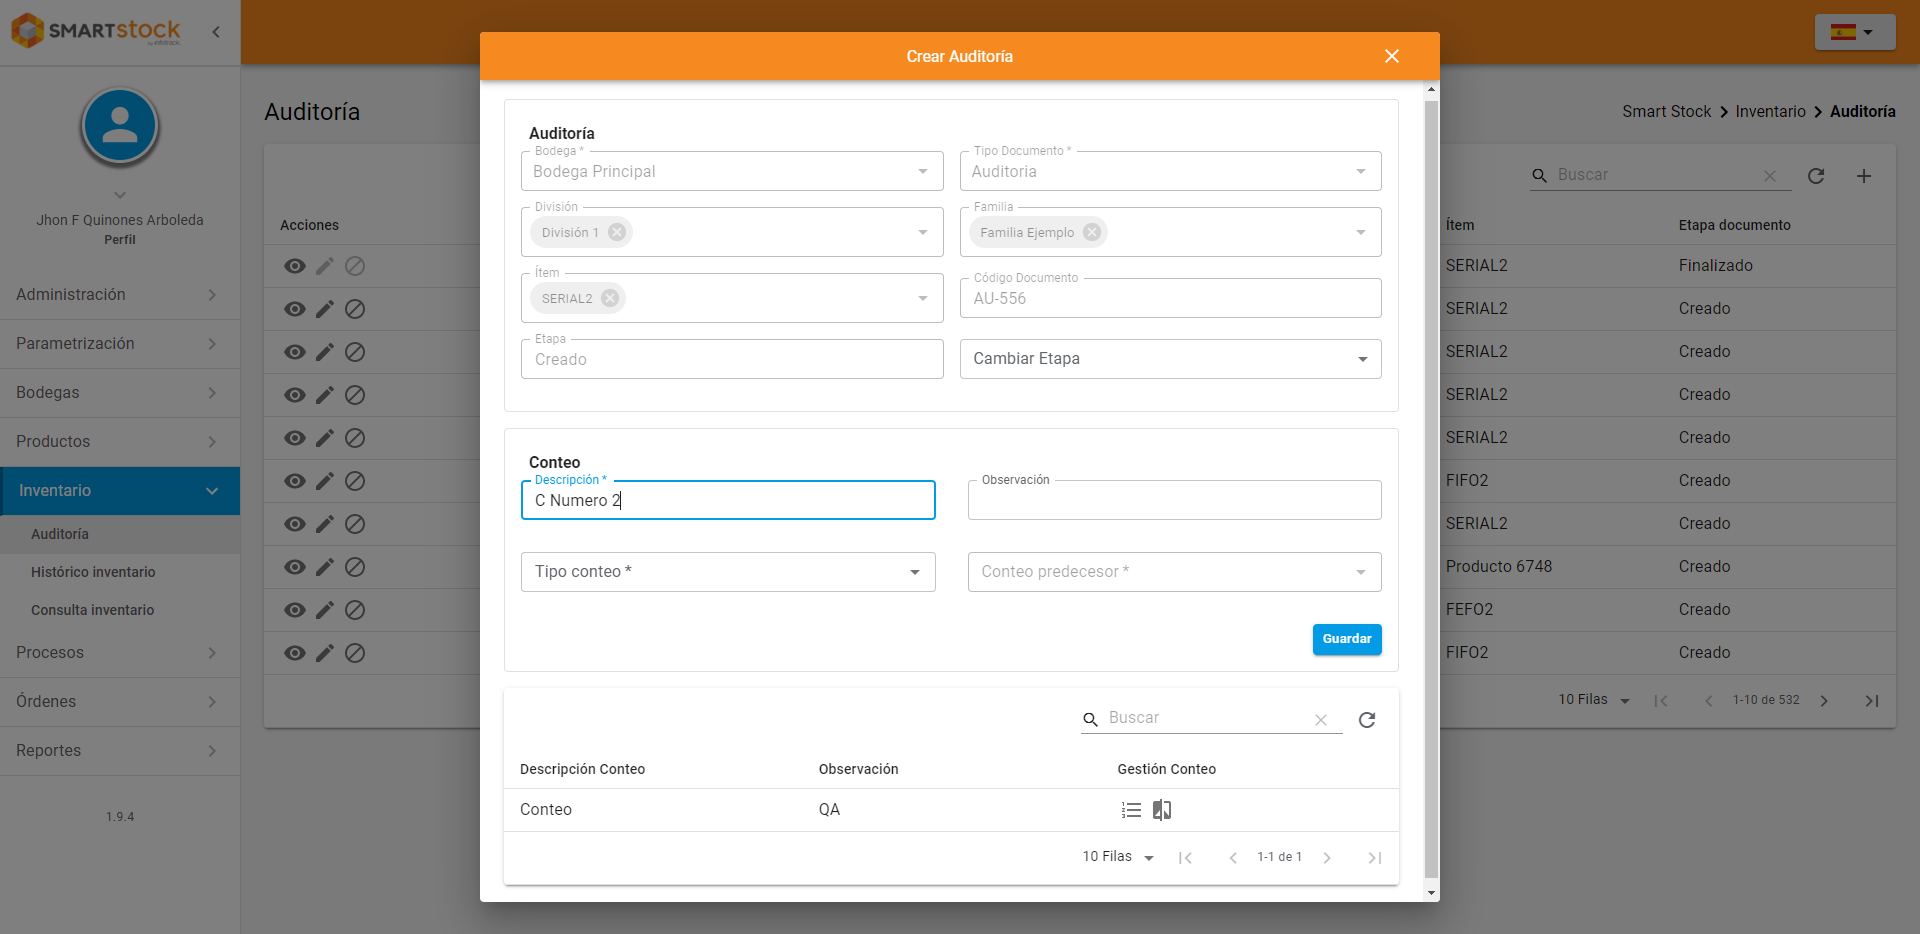 SMARTSTOCK
by infotrack
Jhon F Quinones Arboleda
Perfil
Administración
Parametrización
Bodegas
Productos
Inventario
Auditoría
Histórico inventario
Consulta inventario
Procesos
Órdenes
Reportes
1.9.4
Auditoría
Smart Stock > Inventario > Auditoría
Buscar
Acciones
Ítem
Etapa documento
SERIAL2 Finalizado
SERIAL2 Creado
SERIAL2 Creado
SERIAL2 Creado
SERIAL2 Creado
FIFO2 Creado
SERIAL2 Creado
Producto 6748 Creado
FEFO2 Creado
FIFO2 Creado
10 Filas 1-10 de 532
Crear Auditoría
Auditoría
Bodega * Tipo Documento *
Bodega Principal Auditoria
División Familia
División 1 Familia Ejemplo
Ítem Código Documento
SERIAL2 AU-556
Etapa
Creado Cambiar Etapa
Conteo
Descripción * Observación
C Numero 2
Tipo conteo * Conteo predecesor *
Guardar
Buscar
Descripción Conteo Observación Gestión Conteo
Conteo QA
10 Filas 1-1 de 1